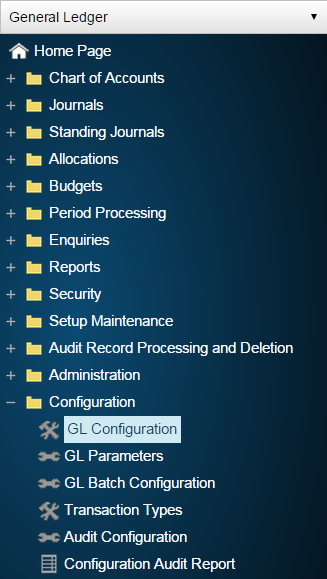 General Ledger
Home Page
Chart of Accounts
Journals
Standing Journals
Allocations
Budgets
Period Processing
Enquiries
Reports
Security
Setup Maintenance
Audit Record Processing and Deletion
Administration
Configuration
GL Configuration
GL Parameters
GL Batch Configuration
Transaction Types
Audit Configuration
Configuration Audit Report